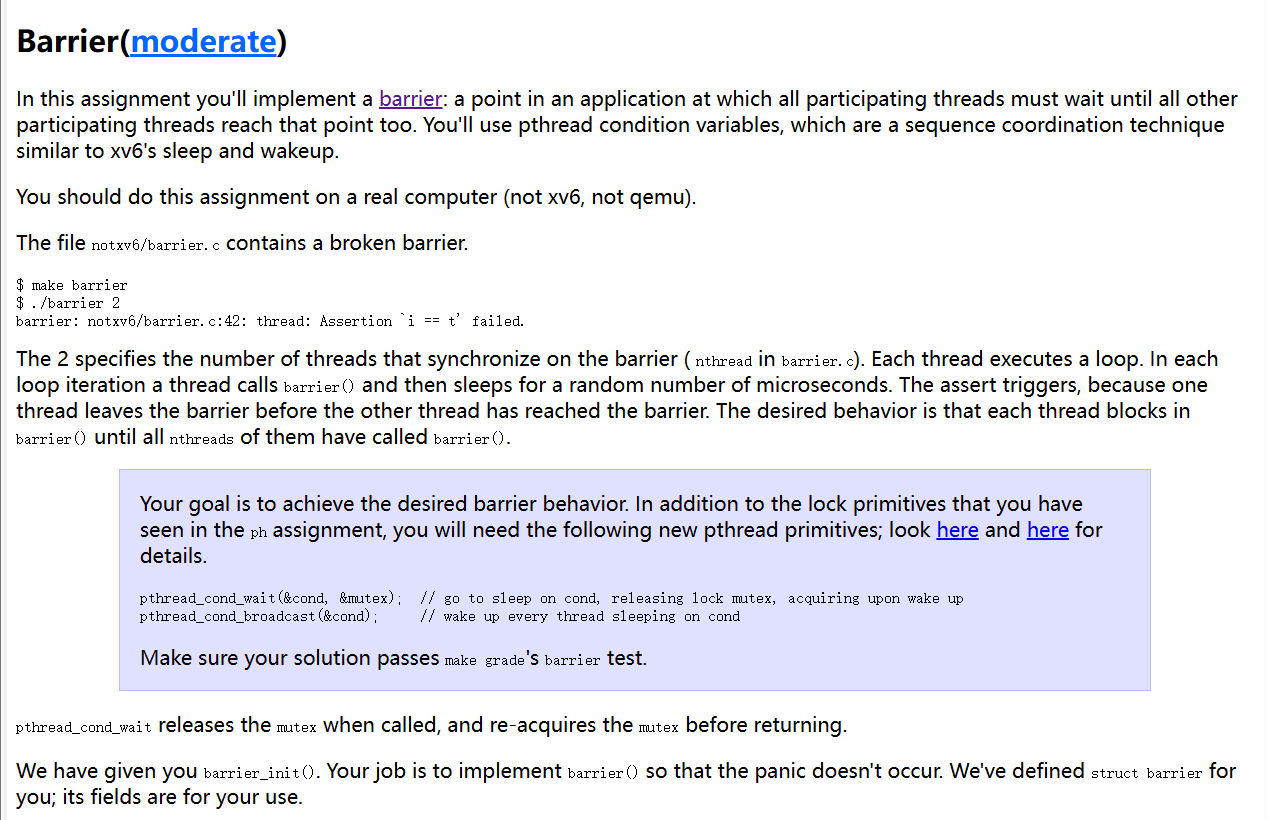 Barrier(moderate)
In this assignment you'll implement a barrier: a point in an application at which all participating threads must wait until all other
participating threads reach that point too. You'll use pthread condition variables, which are a sequence coordination technique
similar to xv6's sleep and wakeup.
You should do this assignment on a real computer (not xv6, not qemu).
The file notxv6/barrier.c contains a broken barrier.
$ make barrier
$ ./barrier 2
barrier: notxv6/barrier.c:42: thread: Assertion `i == t' failed.
The 2 specifies the number of threads that synchronize on the barrier ( nthread in barrier.c). Each thread executes a loop. In each
loop iteration a thread calls barrier() and then sleeps for a random number of microseconds. The assert triggers, because one
thread leaves the barrier before the other thread has reached the barrier. The desired behavior is that each thread blocks in
barrier() until all nthreads of them have called barrier().
Your goal is to achieve the desired barrier behavior. In addition to the lock primitives that you have
seen in the ph assignment, you will need the following new pthread primitives; look here and here for
details.
pthread_cond_wait(&cond, &mutex);  // go to sleep on cond, releasing lock mutex, acquiring upon wake up
pthread_cond_broadcast(&cond);     // wake up every thread sleeping on cond
Make sure your solution passes make grade's barrier test.
pthread_cond_wait releases the mutex when called, and re-acquires the mutex before returning.
We have given you barrier_init(). Your job is to implement barrier() so that the panic doesn't occur. We've defined struct barrier for
you; its fields are for your use.